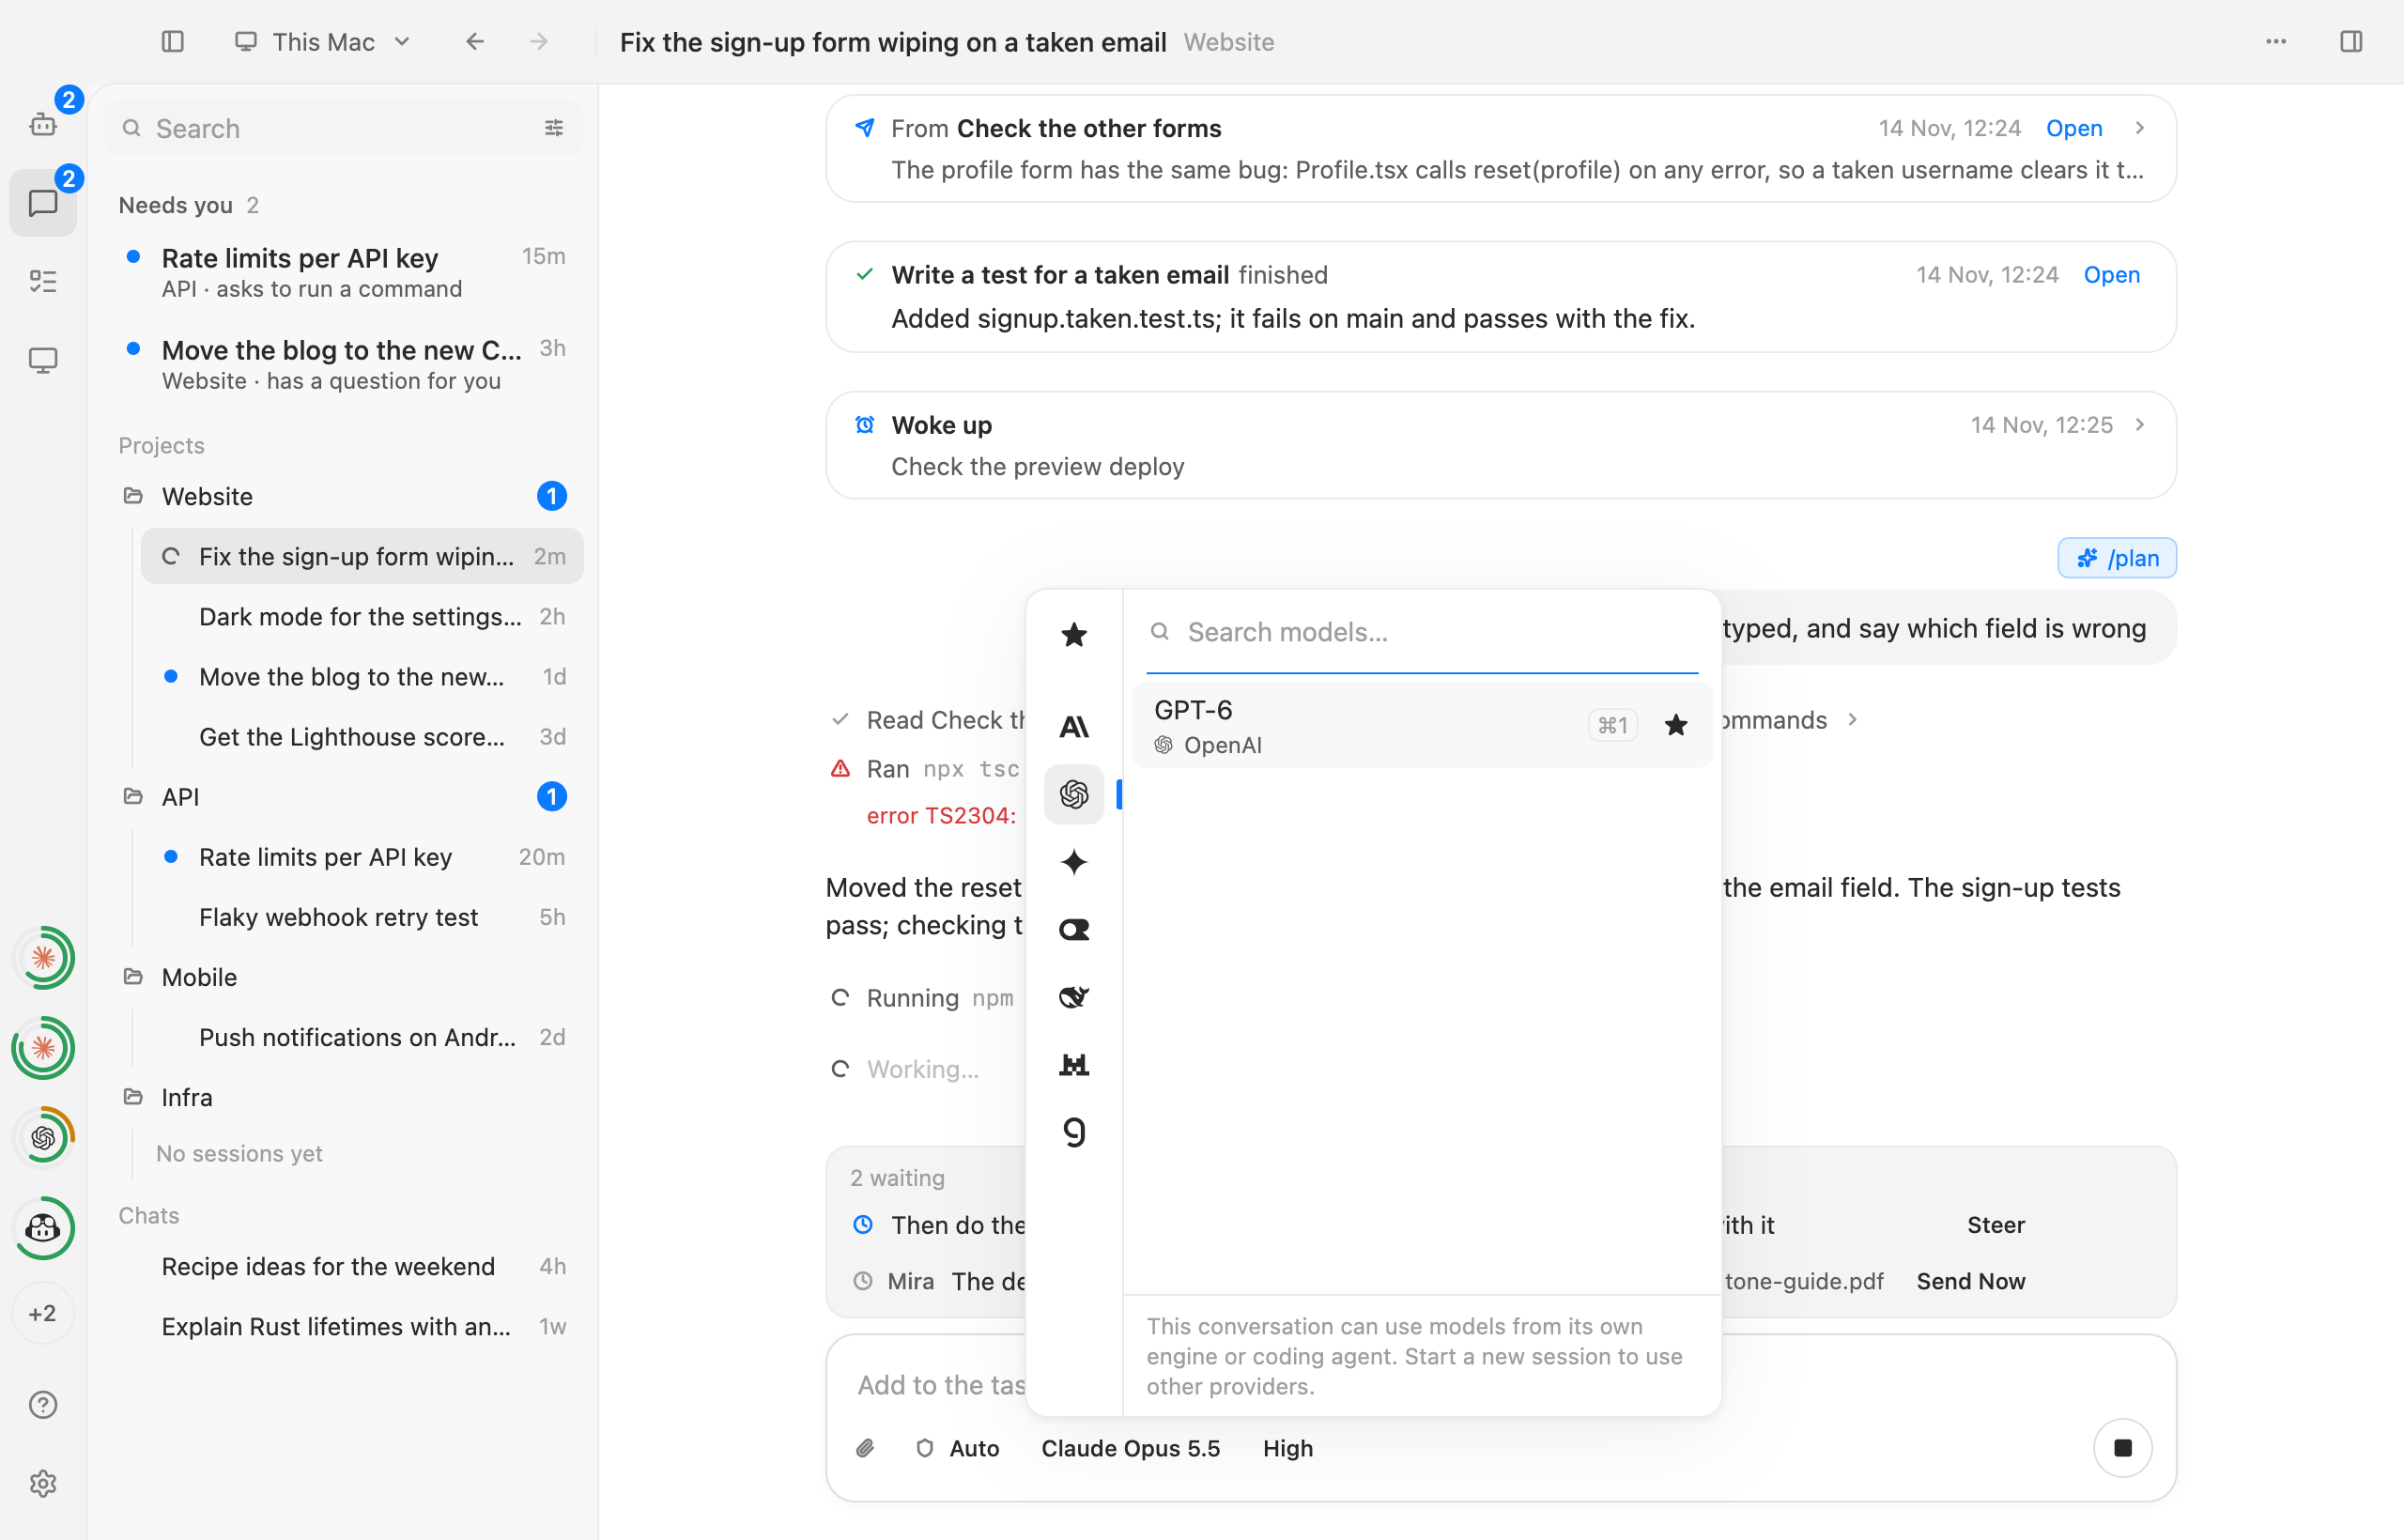 This Mac
Fix the sign-up form wiping on a taken email Website
2
2
Search
Needs you 2
Rate limits per API key 15m
API · asks to run a command
Move the blog to the new C... 3h
Website · has a question for you
Projects
Website 1
Fix the sign-up form wipin... 2m
Dark mode for the settings... 2h
Move the blog to the new... 1d
Get the Lighthouse score... 3d
API 1
Rate limits per API key 20m
Flaky webhook retry test 5h
Mobile
Push notifications on Andr... 2d
Infra
No sessions yet
Chats
Recipe ideas for the weekend 4h
Explain Rust lifetimes with an... 1w
+2
From Check the other forms 14 Nov, 12:24 Open
The profile form has the same bug: Profile.tsx calls reset(profile) on any error, so a taken username clears it t...
Write a test for a taken email finished 14 Nov, 12:24 Open
Added signup.taken.test.ts; it fails on main and passes with the fix.
Woke up 14 Nov, 12:25
Check the preview deploy
/plan
typed, and say which field is wrong
Read Check
Ran npx tsc
error TS2304:
Moved the reset the email field. The sign-up tests
pass; checking
Running npm
Working...
2 waiting
Then do the with it Steer
Mira The tone-guide.pdf Send Now
Search models...
GPT-6 ⌘1
OpenAI
This conversation can use models from its own
engine or coding agent. Start a new session to use
other providers.
Add to the
Auto Claude Opus 5.5 High